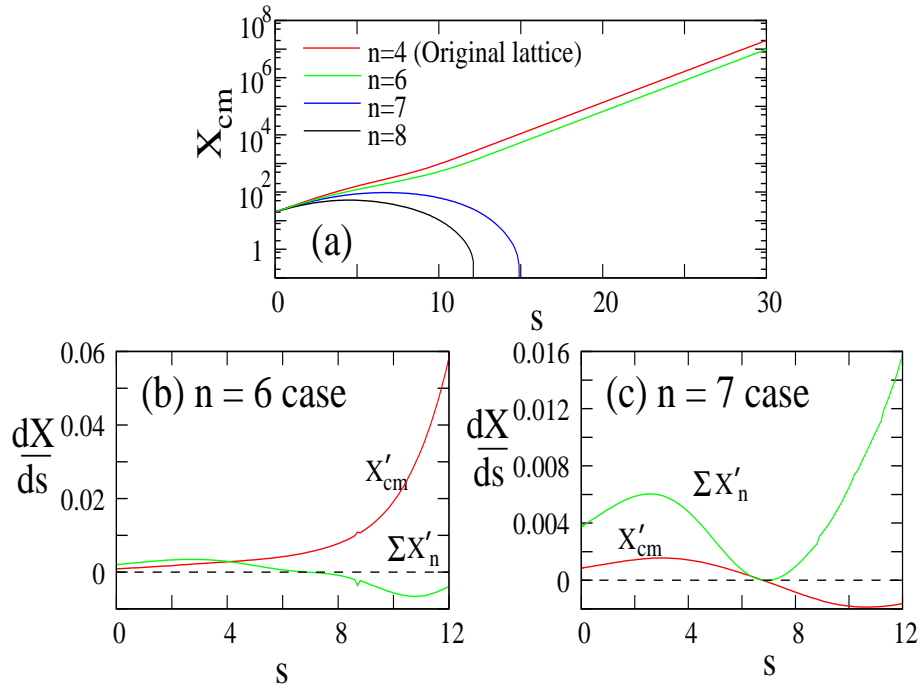 10^8
10^6
10^4
10^2
1
X_cm
n=4 (Original lattice)
n=6
n=7
n=8
(a)
0 10 20 30
s
0.06
0.04
0.02
0
dX
ds
(b) n = 6 case
X′_cm
ΣX′_n
0 4 8 12
s
0.016
0.012
0.008
0.004
0
dX
ds
(c) n = 7 case
ΣX′_n
X′_cm
0 4 8 12
s